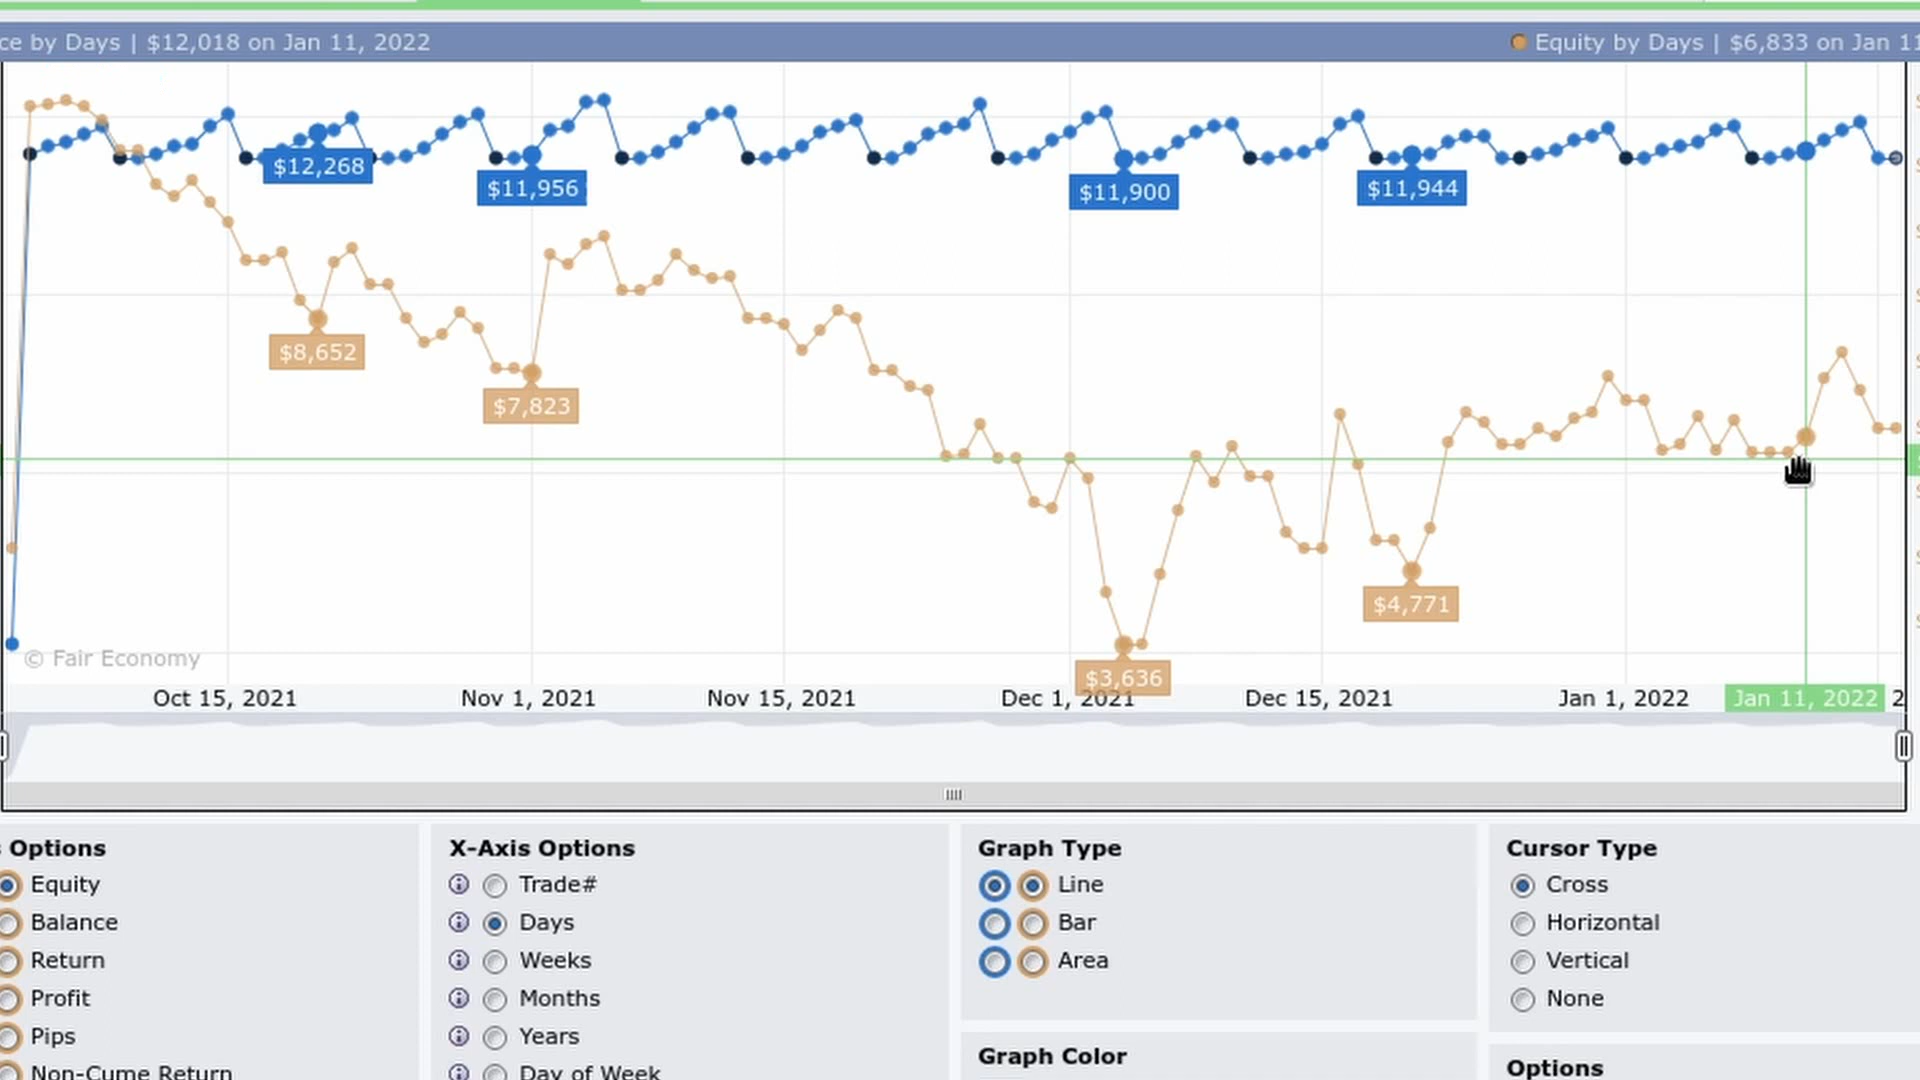 ce by Days | $12,018 on Jan 11, 2022
Equity by Days | $6,833 on Jan 11
$12,268
$11,956
$11,900
$11,944
$8,652
$7,823
$4,771
$3,636
© Fair Economy
Oct 15, 2021
Nov 1, 2021
Nov 15, 2021
Dec 1, 2021
Dec 15, 2021
Jan 1, 2022
Jan 11, 2022
2
Options
Equity
Balance
Return
Profit
Pips
Non-Cume Return
X-Axis Options
Trade#
Days
Weeks
Months
Years
Day of Week
Graph Type
Line
Bar
Area
Graph Color
Cursor Type
Cross
Horizontal
Vertical
None
Options